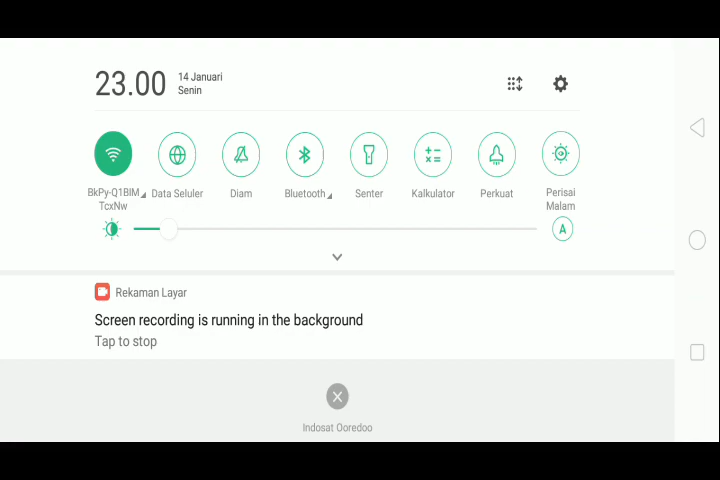 23.00
14 Januari
Senin
BkPy-Q1BIM
TcxNw
Data Seluler
Diam
Bluetooth
Senter
Kalkulator
Perkuat
Perisai
Malam
A
Rekaman Layar
Screen recording is running in the background
Tap to stop
Indosat Ooredoo